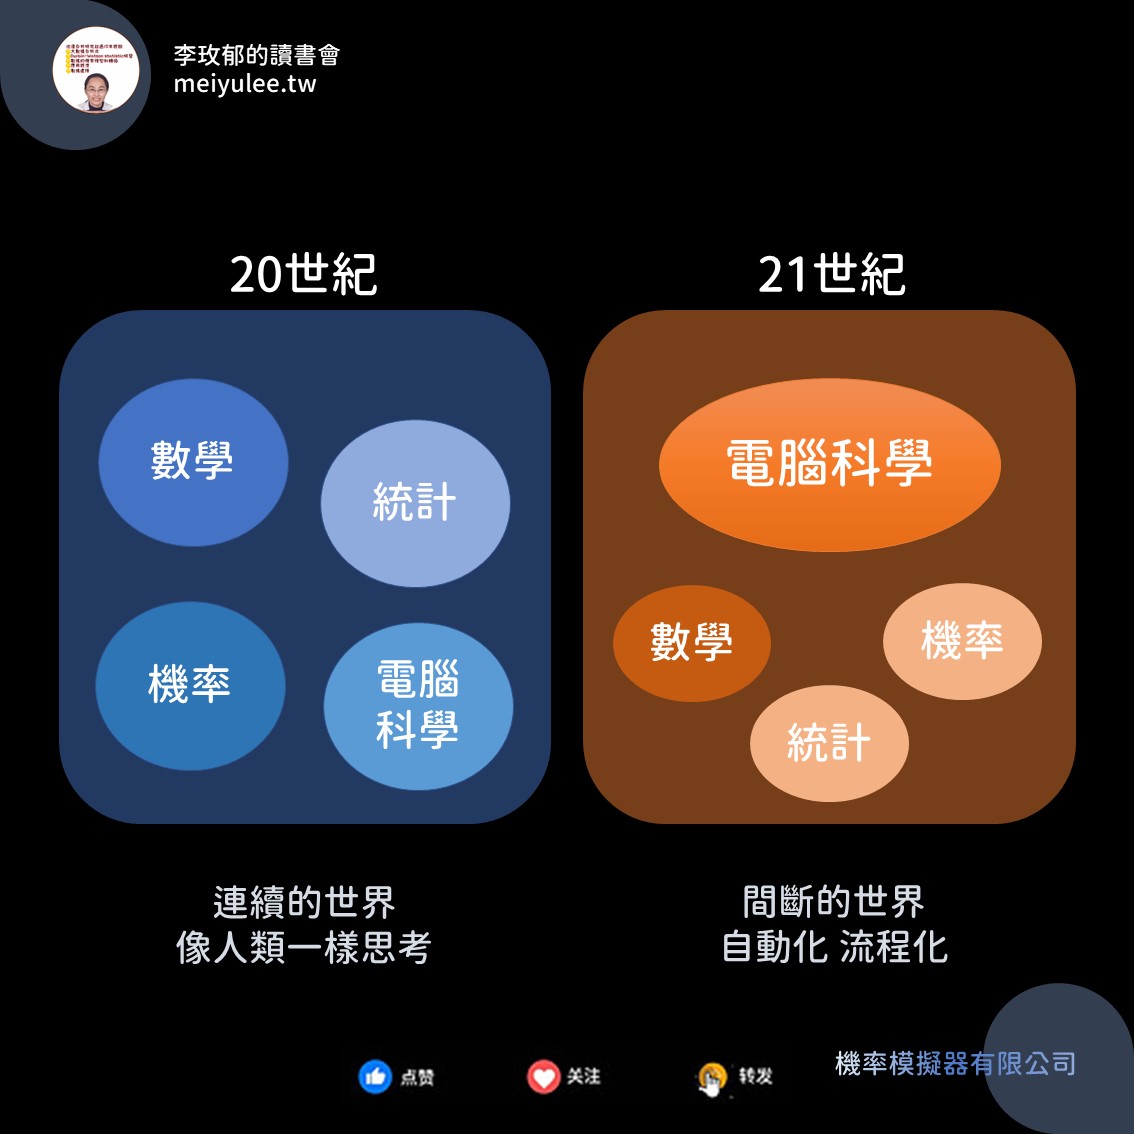 李玫郁的讀書會
meiyulee.tw
20世紀
數學
統計
機率
電腦
科學
連續的世界
像人類一樣思考
21世紀
電腦科學
數學
機率
統計
間斷的世界
自動化 流程化
点赞
关注
转发
機率模擬器有限公司